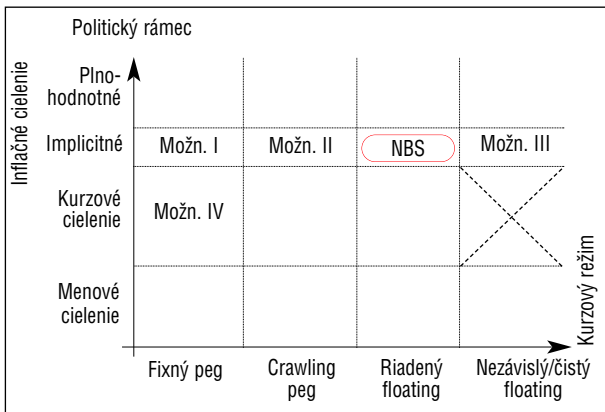 Politický rámec
Inflačné cielenie
Plno-
hodnotné
Implicitné
Možn. I
Možn. II
NBS
Možn. III
Kurzové
cielenie
Možn. IV
Menové
cielenie
Kurzový režim
Fixný peg
Crawling
peg
Riadený
floating
Nezávislý/čistý
floating